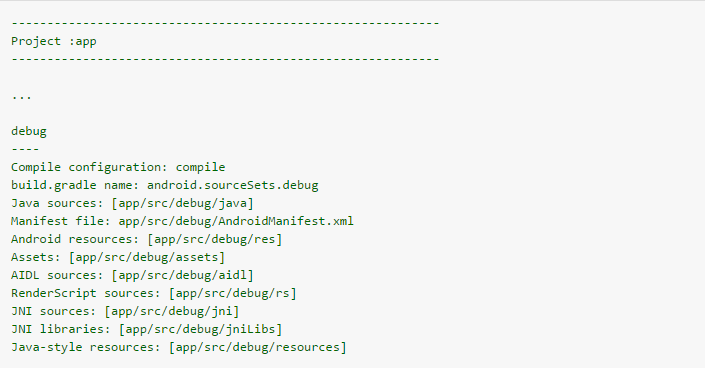 ------------------------------------------------------------
Project :app
------------------------------------------------------------
...
debug
----
Compile configuration: compile
build.gradle name: android.sourceSets.debug
Java sources: [app/src/debug/java]
Manifest file: app/src/debug/AndroidManifest.xml
Android resources: [app/src/debug/res]
Assets: [app/src/debug/assets]
AIDL sources: [app/src/debug/aidl]
RenderScript sources: [app/src/debug/rs]
JNI sources: [app/src/debug/jni]
JNI libraries: [app/src/debug/jniLibs]
Java-style resources: [app/src/debug/resources]